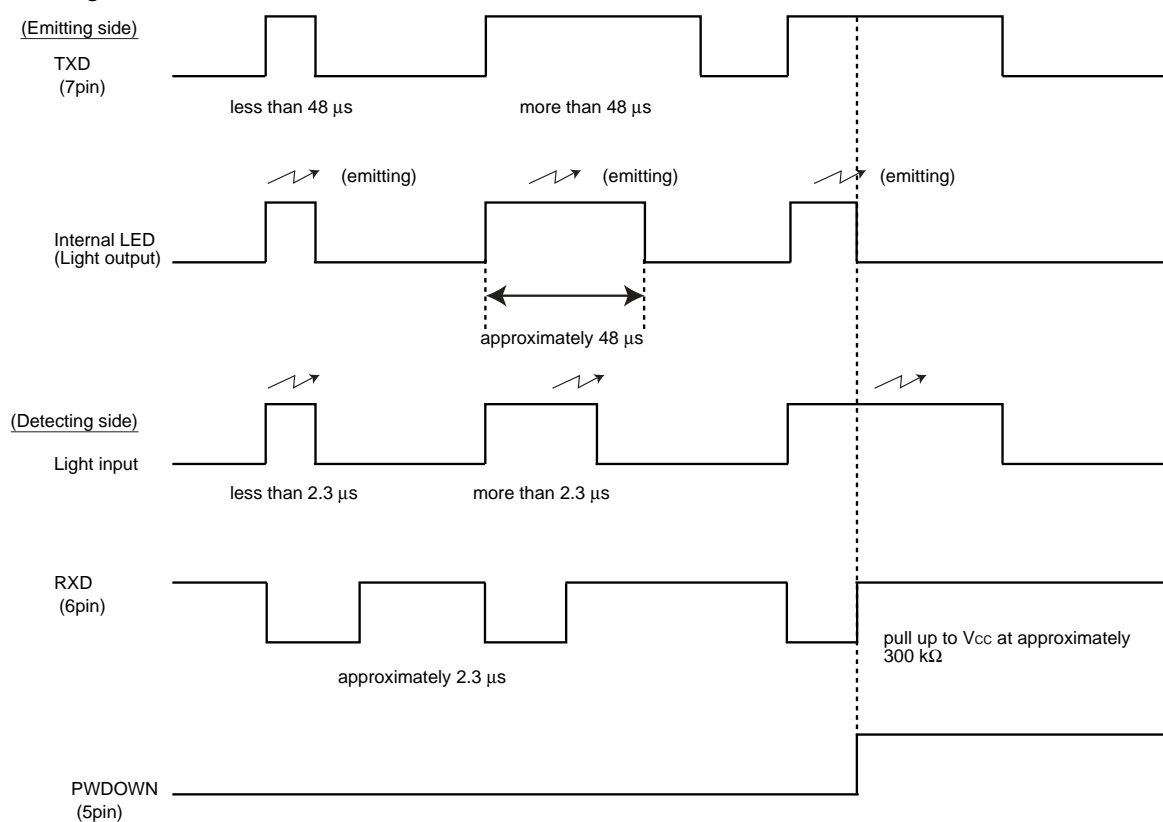 (Emitting side)
TXD
(7pin)
less than 48 μs
more than 48 μs
(emitting)
(emitting)
(emitting)
Internal LED
(Light output)
approximately 48 μs
(Detecting side)
Light input
less than 2.3 μs
more than 2.3 μs
RXD
(6pin)
pull up to Vcc at approximately
300 kΩ
approximately 2.3 μs
PWDOWN
(5pin)